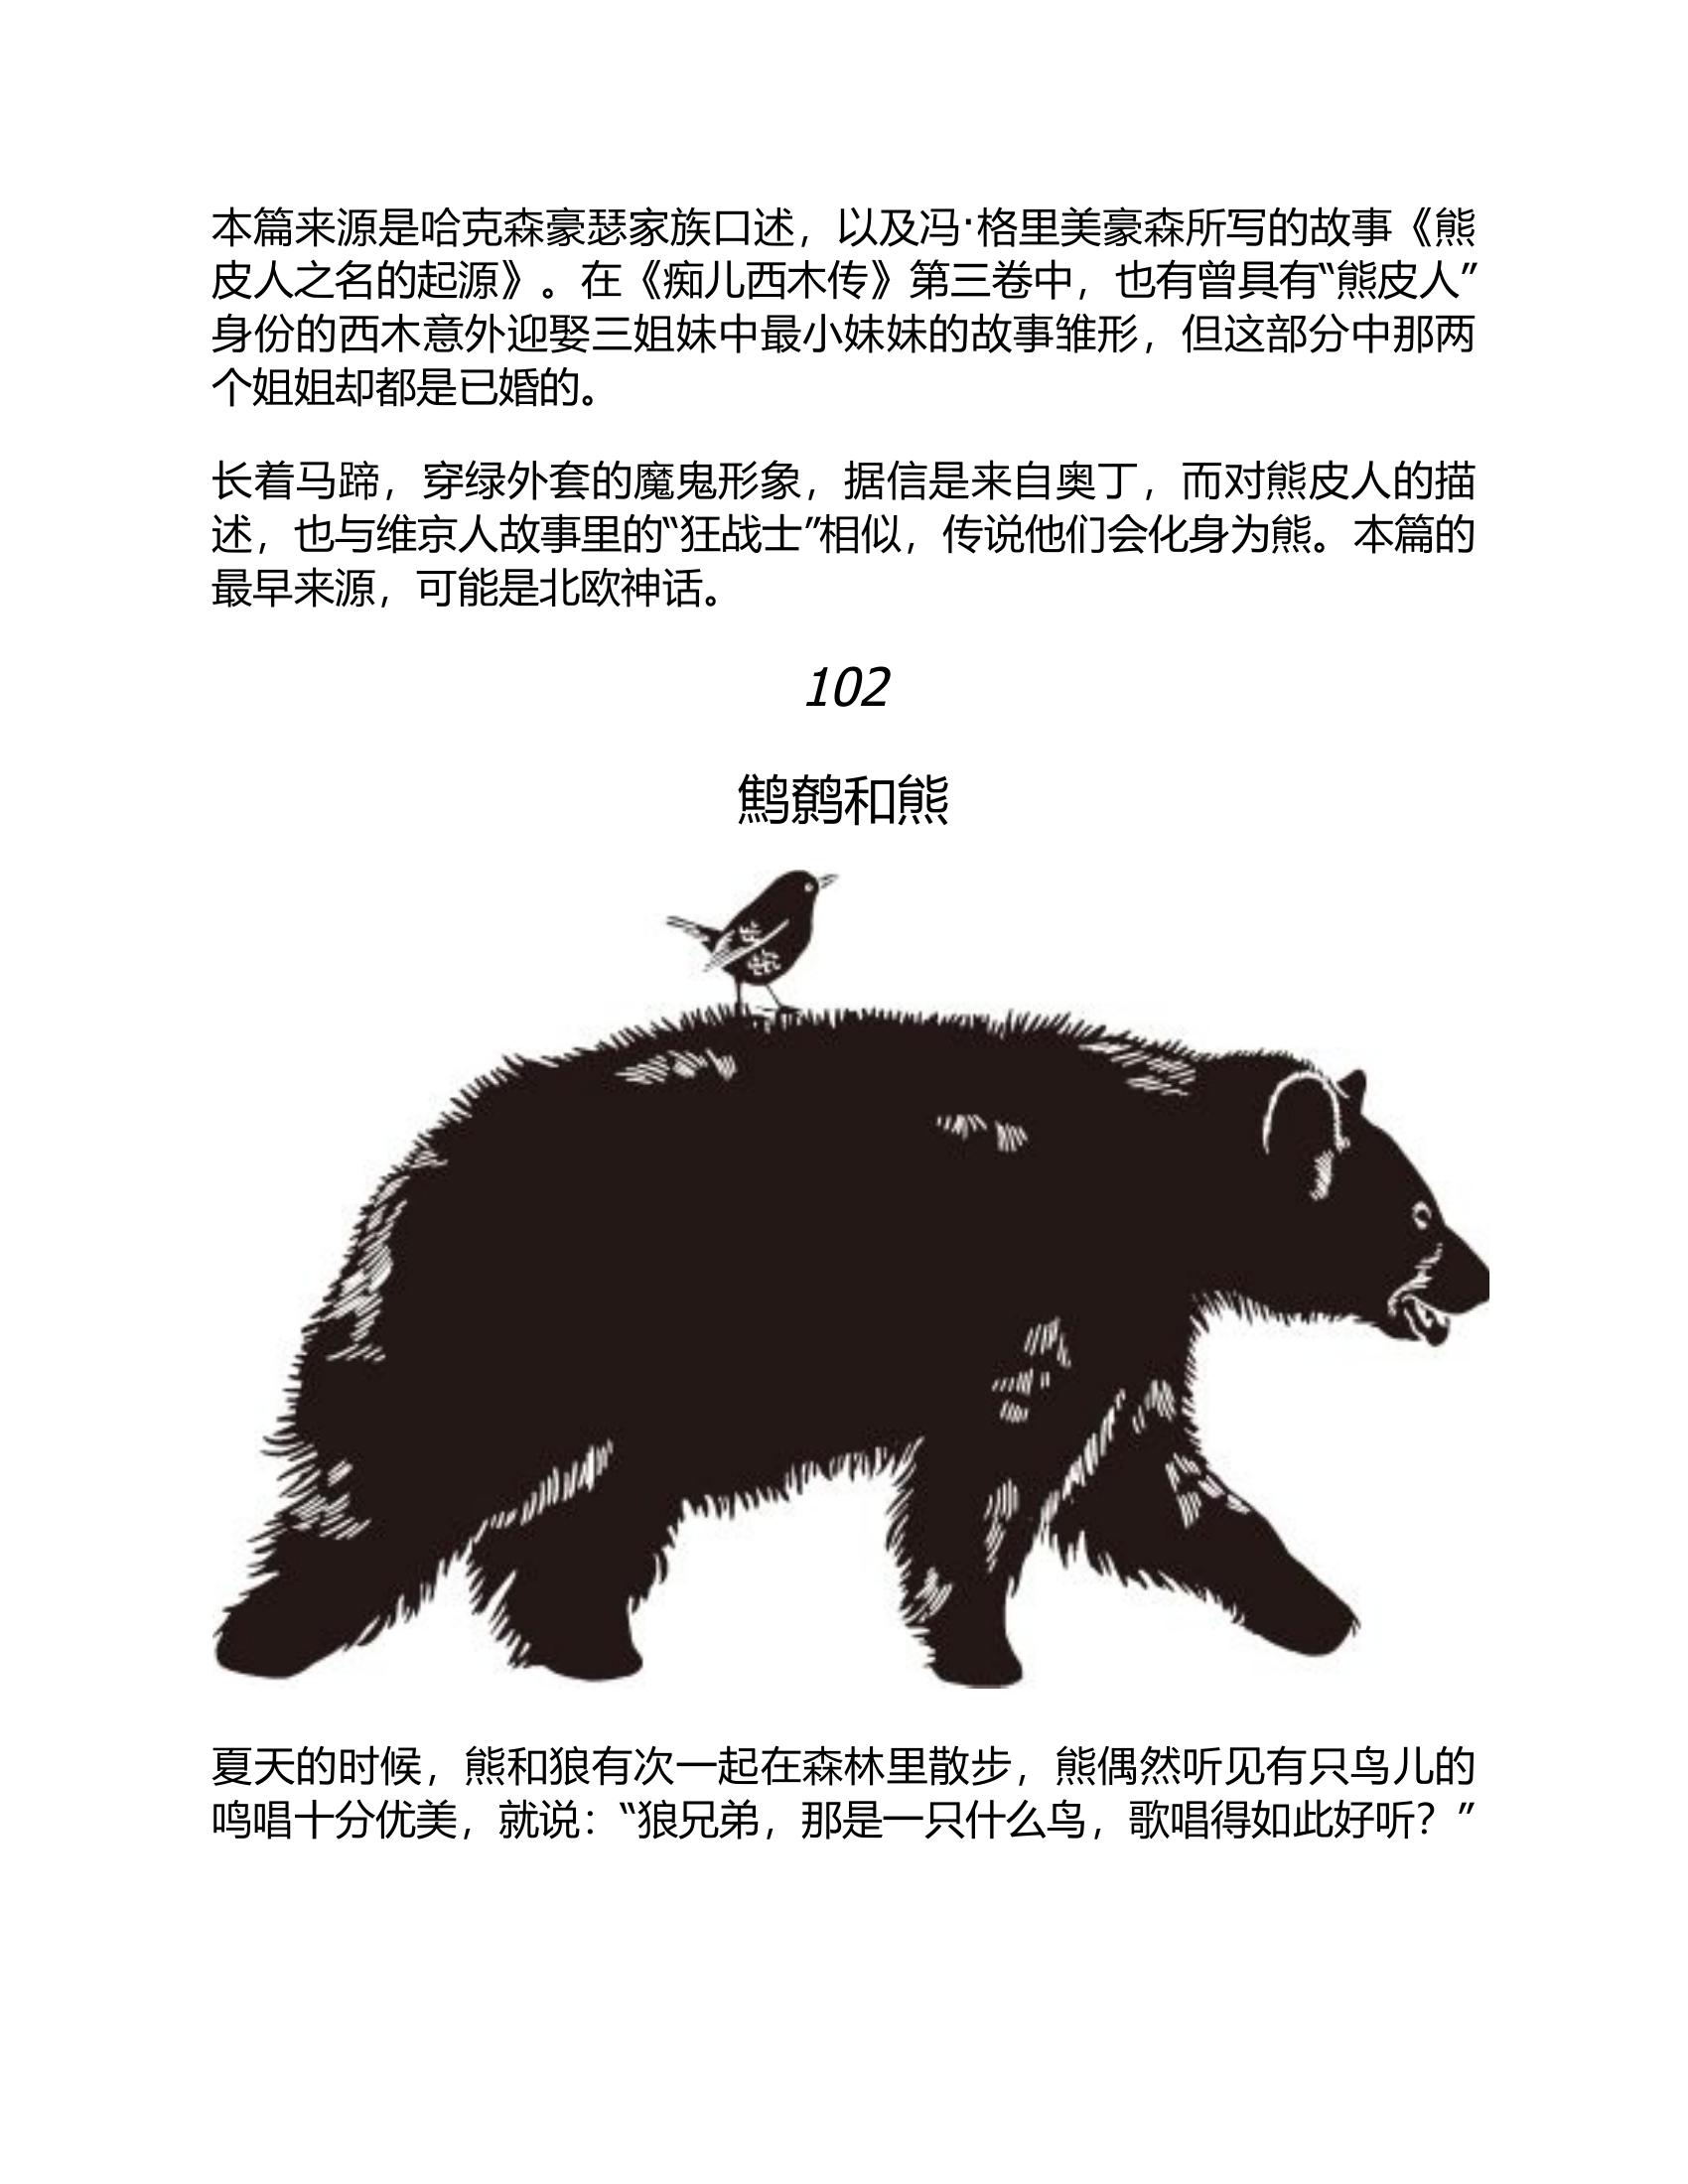 本篇来源是哈克森豪瑟家族口述，以及冯·格里美豪森所写的故事《熊
皮人之名的起源》。在《痴儿西木传》第三卷中，也有曾具有“熊皮人”
身份的西木意外迎娶三姐妹中最小妹妹的故事雏形，但这部分中那两
个姐姐却都是已婚的。
长着马蹄，穿绿外套的魔鬼形象，据信是来自奥丁，而对熊皮人的描
述，也与维京人故事里的“狂战士”相似，传说他们会化身为熊。本篇的
最早来源，可能是北欧神话。
102
鹪鹩和熊
夏天的时候，熊和狼有次一起在森林里散步，熊偶然听见有只鸟儿的
鸣唱十分优美，就说：“狼兄弟，那是一只什么鸟，歌唱得如此好听？”